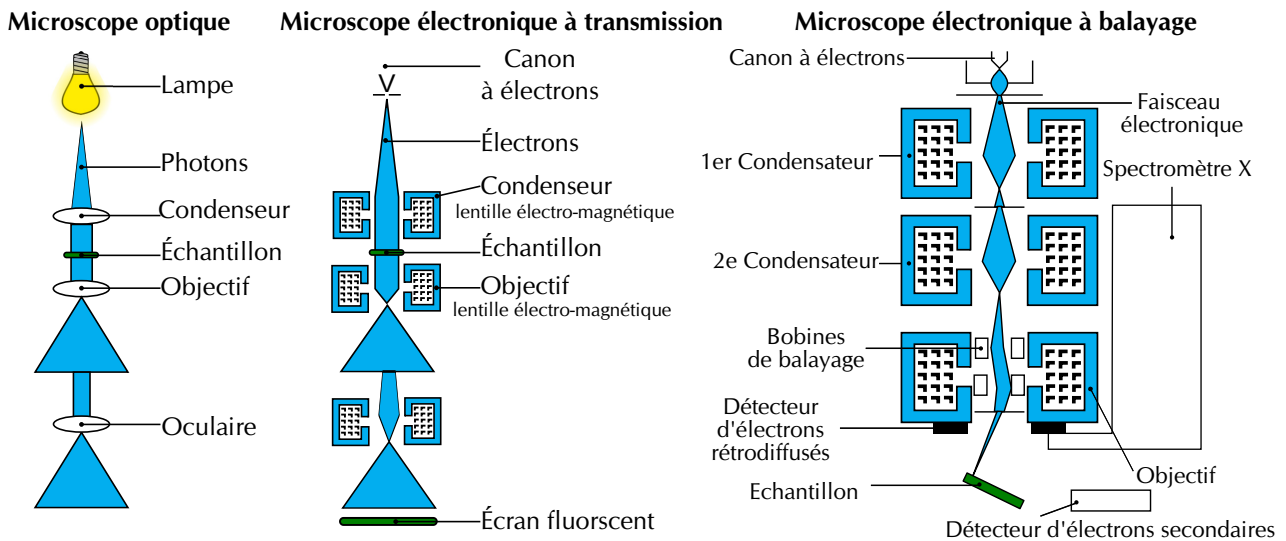 Microscope optique
Lampe
Photons
Condenseur
Échantillon
Objectif
Oculaire
Microscope électronique à transmission
Canon
à électrons
Électrons
Condenseur
lentille électro-magnétique
Échantillon
Objectif
lentille électro-magnétique
Écran fluorscent
Microscope électronique à balayage
Canon à électrons
Faisceau
électronique
1er Condensateur
Spectromètre X
2e Condensateur
Bobines
de balayage
Détecteur
d'électrons
rétrodiffusés
Objectif
Echantillon
Détecteur d'électrons secondaires